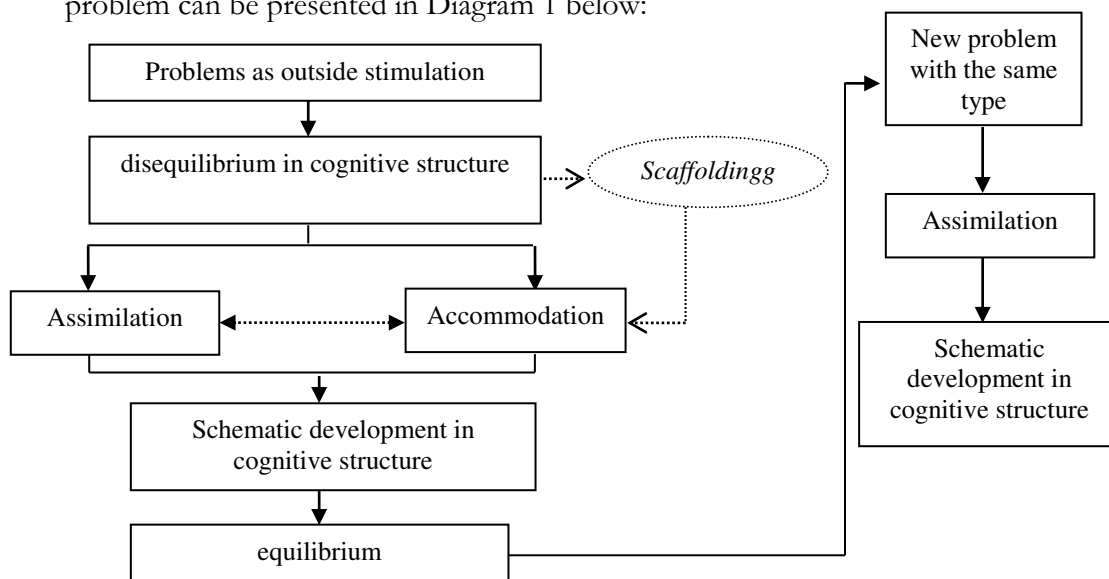 problem can be presented in Diagram 1 below:
Problems as outside stimulation
disequilibrium in cognitive structure
Scaffoldingg
Assimilation
Accommodation
Schematic development in
cognitive structure
equilibrium
New problem
with the same
type
Assimilation
Schematic
development in
cognitive structure